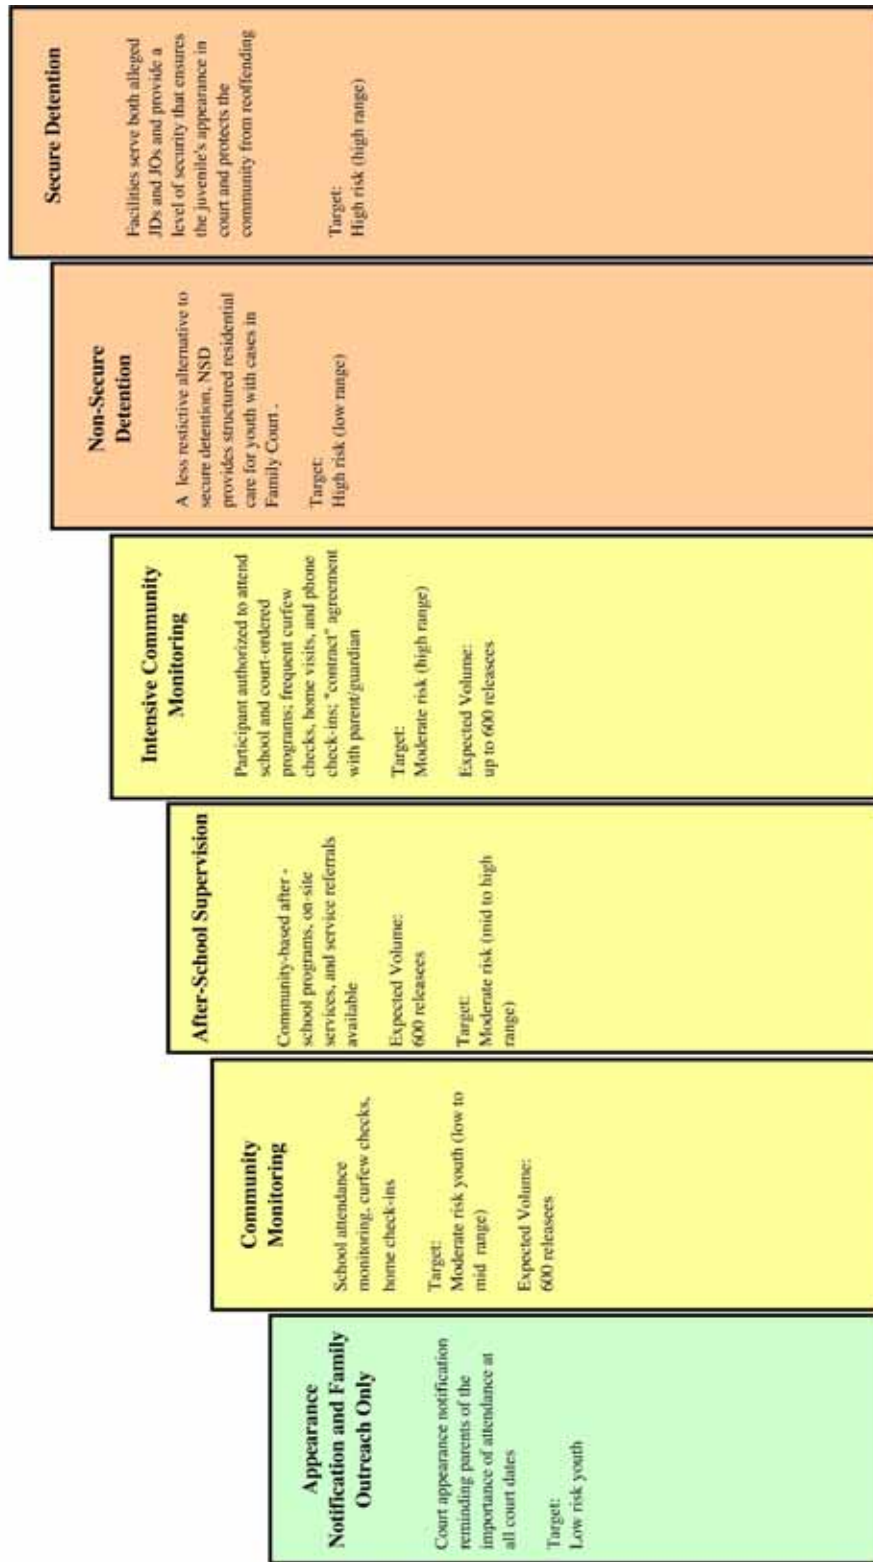 Appearance
Notification and Family
Outreach Only
Court appearance notification
reminding parents of the
importance of attendance at
all court dates
Target:
Low risk youth
Community
Monitoring
School attendance
monitoring, curfew checks,
home check-ins
Target:
Moderate risk youth (low to
mid range)
Expected Volume:
600 releasees
After-School Supervision
Community-based after -
school programs, on-site
services, and service referrals
available
Expected Volume:
600 releasees
Target:
Moderate risk (mid to high
range)
Intensive Community
Monitoring
Participant authorized to attend
school and court-ordered
programs; frequent curfew
checks, home visits, and phone
check-ins; "contract" agreement
with parent/guardian
Target:
Moderate risk (high range)
Expected Volume:
up to 600 releasees
Non-Secure
Detention
A less restictive alternative to
secure detention, NSD
provides structured residential
care for youth with cases in
Family Court .
Target:
High risk (low range)
Secure Detention
Facilities serve both alleged
JDs and JOs and provide a
level of security that ensures
the juvenile's appearance in
court and protects the
community from reoffending
Target:
High risk (high range)